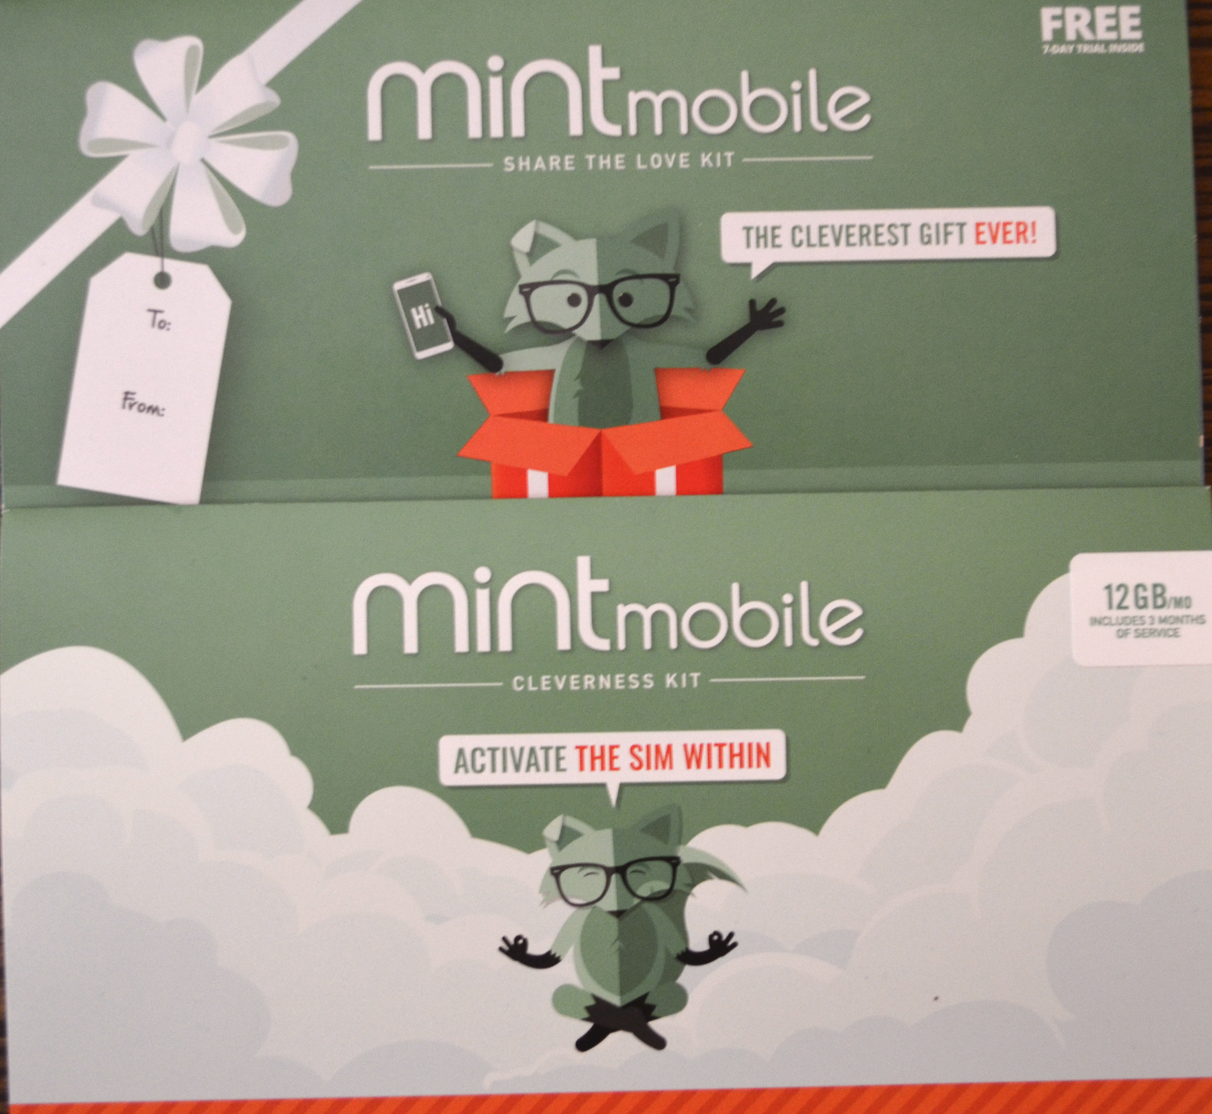 FREE
7-DAY TRIAL INSIDE
mintmobile
SHARE THE LOVE KIT
THE CLEVEREST GIFT EVER!
Hi
To:
From:
mintmobile
CLEVERNESS KIT
12GB/MO
INCLUDES 3 MONTHS
OF SERVICE
ACTIVATE THE SIM WITHIN